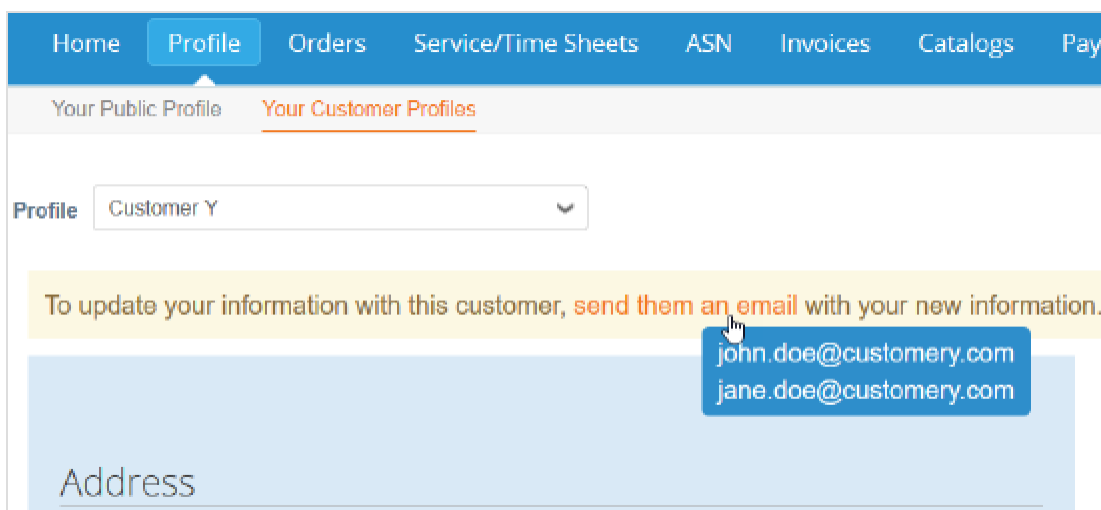 Home Profile Orders Service/Time Sheets ASN Invoices Catalogs Pay
Your Public Profile Your Customer Profiles
Profile Customer Y
To update your information with this customer, send them an email with your new information.
john.doe@customery.com
jane.doe@customery.com
Address